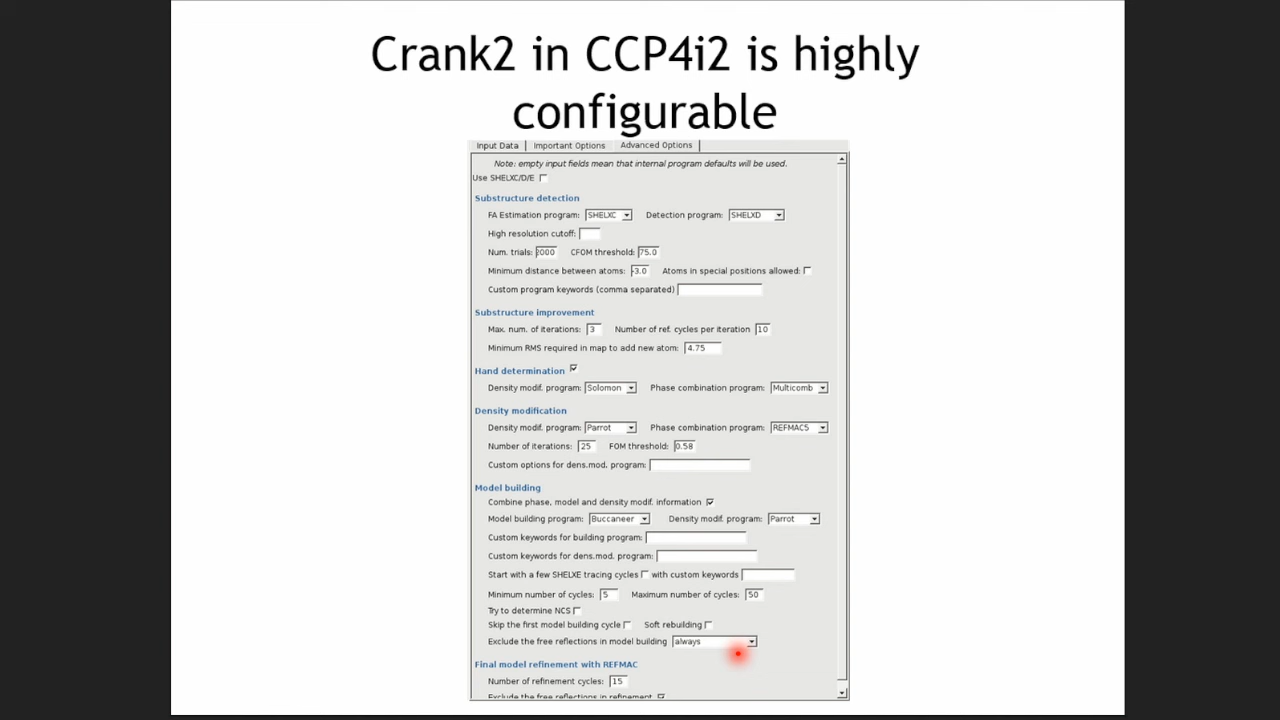 Crank2 in CCP4i2 is highly
configurable
Input Data | Important Options | Advanced Options |
Note: empty input fields mean that internal program defaults will be used.
Use SHELXC/D/E
Substructure detection
FA Estimation program: SHELXC Detection program: SHELXD
High resolution cutoff:
Num. trials: 2000 CFOM threshold: 75.0
Minimum distance between atoms: -3.0 Atoms in special positions allowed:
Custom program keywords (comma separated)
Substructure improvement
Max. num. of iterations: 3 Number of ref. cycles per iteration 10
Minimum RMS required in map to add new atom: 4.75
Hand determination
Density modif. program: Solomon Phase combination program: Multicomb
Density modification
Density modif. program: Parrot Phase combination program: REFMAC5
Number of iterations: 25 FOM threshold: 0.58
Custom options for dens.mod. program:
Model building
Combine phase, model and density modif. information
Model building program: Buccaneer Density modif. program: Parrot
Custom keywords for building program:
Custom keywords for dens.mod. program:
Start with a few SHELXE tracing cycles with custom keywords
Minimum number of cycles: 5 Maximum number of cycles: 50
Try to determine NCS
Skip the first model building cycle Soft rebuilding
Exclude the free reflections in model building always
Final model refinement with REFMAC
Number of refinement cycles: 15
Exclude the free reflections in refinement